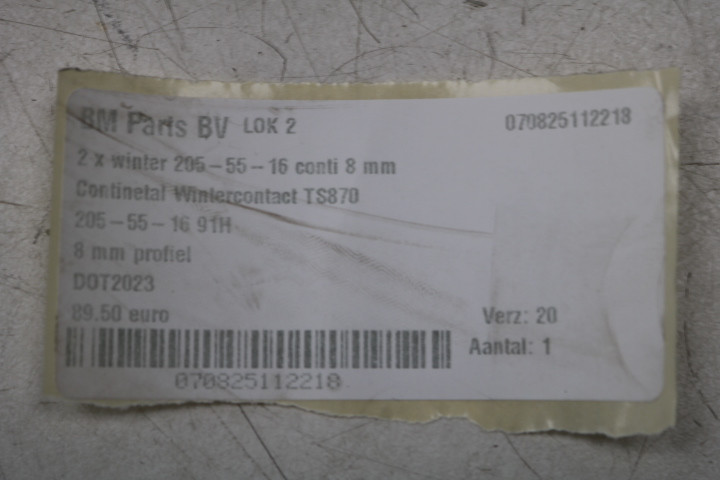 BM Parts BV LOK 2 070825112218
2 x winter 205-55-16 conti 8 mm
Continetal Wintercontact TS870
205-55-16 91H
8 mm profiel
DOT2023
89.50 euro Verz: 20
Aantal: 1
070825112218